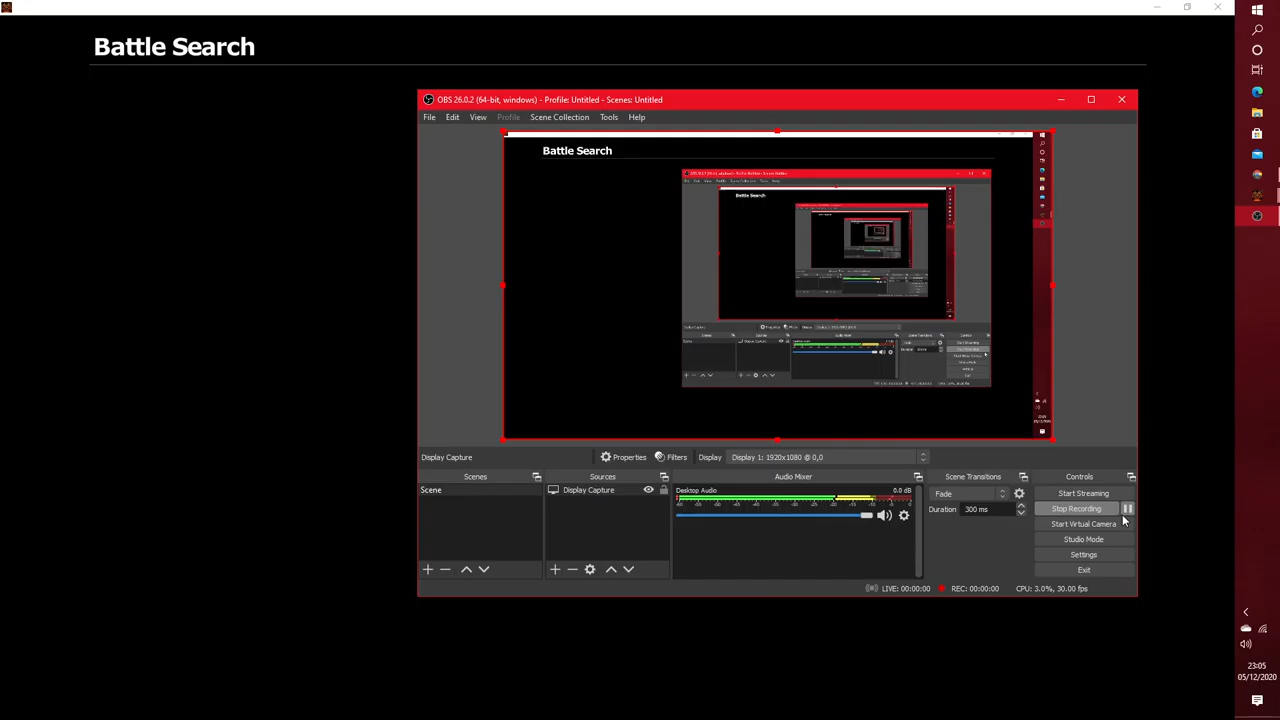 Battle Search
OBS 26.0.2 (64-bit, windows) - Profile: Untitled - Scenes: Untitled
File Edit View Profile Scene Collection Tools Help
Battle Search
Battle Search
Display Capture Properties Filters Display Display 1: 1920x1080 @ 0,0
Scenes Sources Audio Mixer Scene Transitions Controls
Scene
Display Capture
Desktop Audio 0.0 dB
Fade
Duration 300 ms
Start Streaming
Stop Recording
Start Virtual Camera
Studio Mode
Settings
Exit
LIVE: 00:00:00 REC: 00:00:00 CPU: 3.0%, 30.00 fps
23:05
05/12/2020